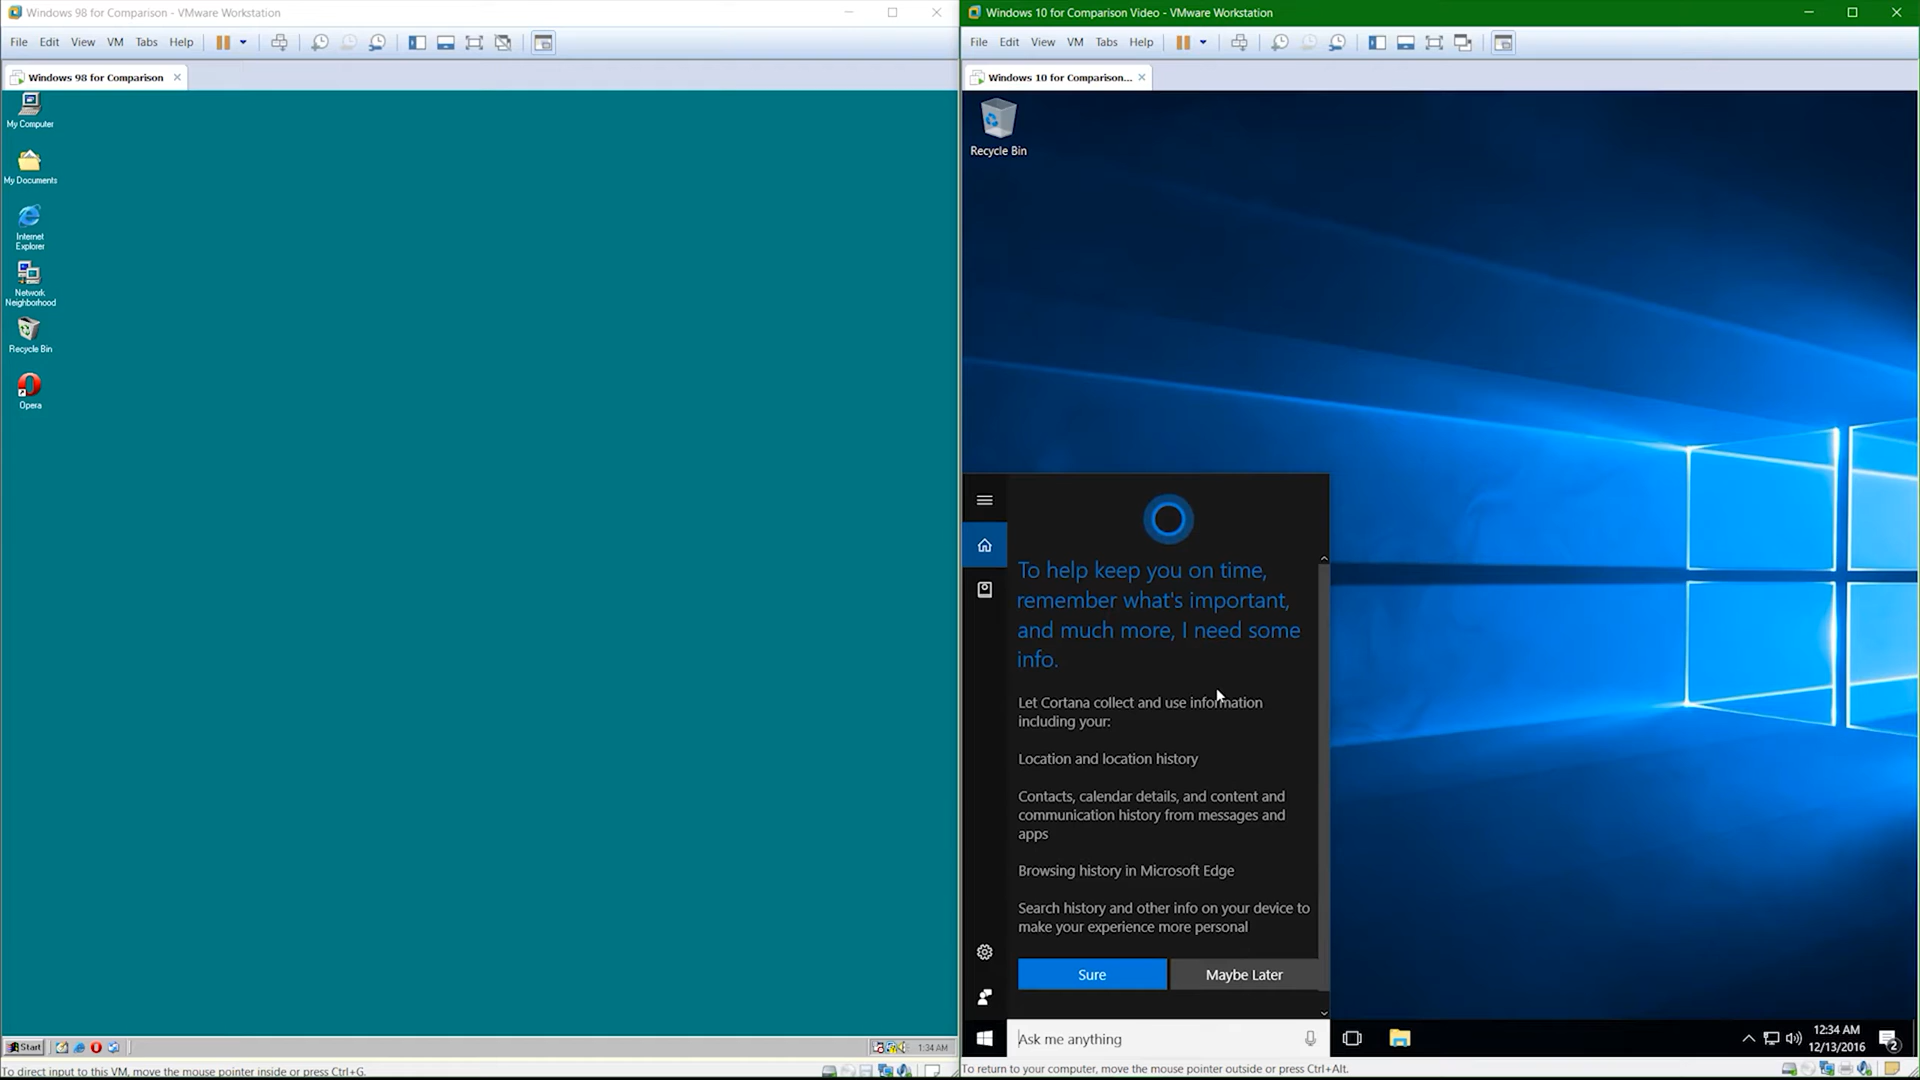 Windows 98 for Comparison - VMware Workstation
File Edit View VM Tabs Help
Windows 98 for Comparison
My Computer
My Documents
Internet
Explorer
Network
Neighborhood
Recycle Bin
Opera
Start
1:34 AM
To direct input to this VM, move the mouse pointer inside or press Ctrl+G.
Windows 10 for Comparison Video - VMware Workstation
File Edit View VM Tabs Help
Windows 10 for Comparison...
Recycle Bin
To help keep you on time,
remember what's important,
and much more, I need some
info.
Let Cortana collect and use information
including your:
Location and location history
Contacts, calendar details, and content and
communication history from messages and
apps
Browsing history in Microsoft Edge
Search history and other info on your device to
make your experience more personal
Sure
Maybe Later
Ask me anything
12:34 AM
12/13/2016
2
To return to your computer, move the mouse pointer outside or press Ctrl+Alt.